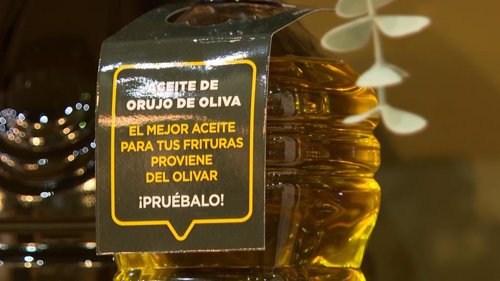 ACEITE DE
ORUJO DE OLIVA
EL MEJOR ACEITE
PARA TUS FRITURAS
PROVIENE
DEL OLIVAR
¡PRUÉBALO!